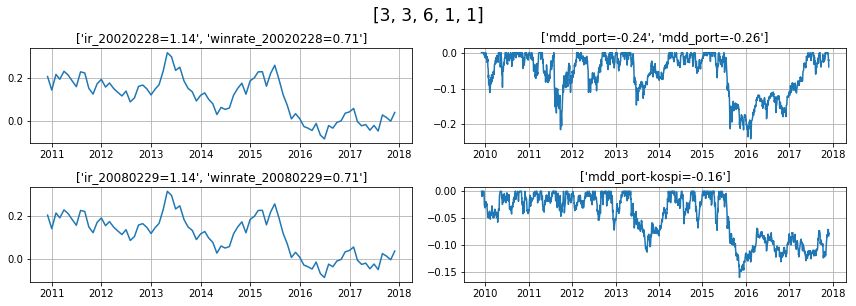 [3, 3, 6, 1, 1]
['ir_20020228=1.14', 'winrate_20020228=0.71']
0.2
0.0
2011 2012 2013 2014 2015 2016 2017 2018
['mdd_port=-0.24', 'mdd_port=-0.26']
0.0
−0.1
−0.2
2010 2011 2012 2013 2014 2015 2016 2017 2018
['ir_20080229=1.14', 'winrate_20080229=0.71']
0.2
0.0
2011 2012 2013 2014 2015 2016 2017 2018
['mdd_port-kospi=-0.16']
0.00
−0.05
−0.10
−0.15
2010 2011 2012 2013 2014 2015 2016 2017 2018